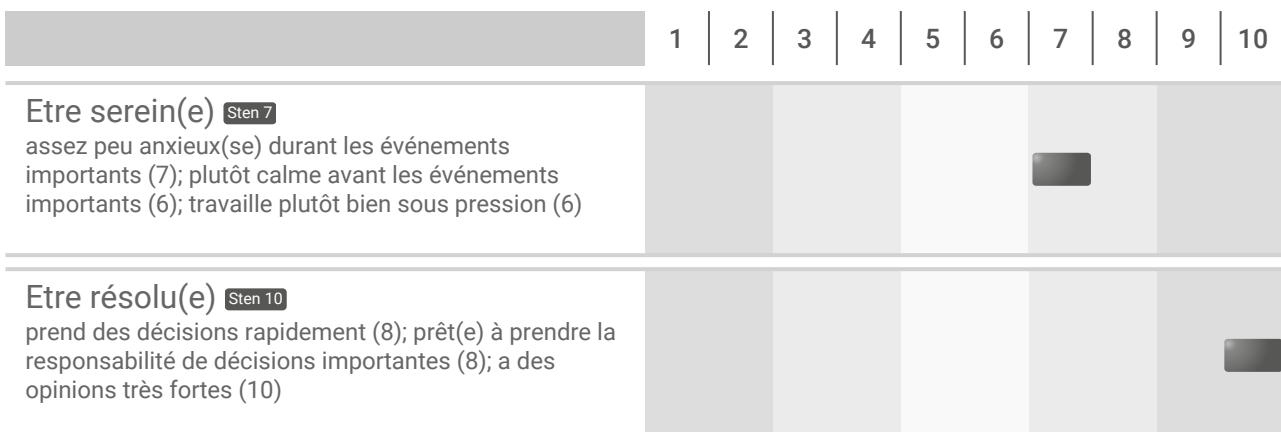 1 2 3 4 5 6 7 8 9 10
Etre serein(e) Sten 7
assez peu anxieux(se) durant les événements
importants (7); plutôt calme avant les événements
importants (6); travaille plutôt bien sous pression (6)
Etre résolu(e) Sten 10
prend des décisions rapidement (8); prêt(e) à prendre la
responsabilité de décisions importantes (8); a des
opinions très fortes (10)